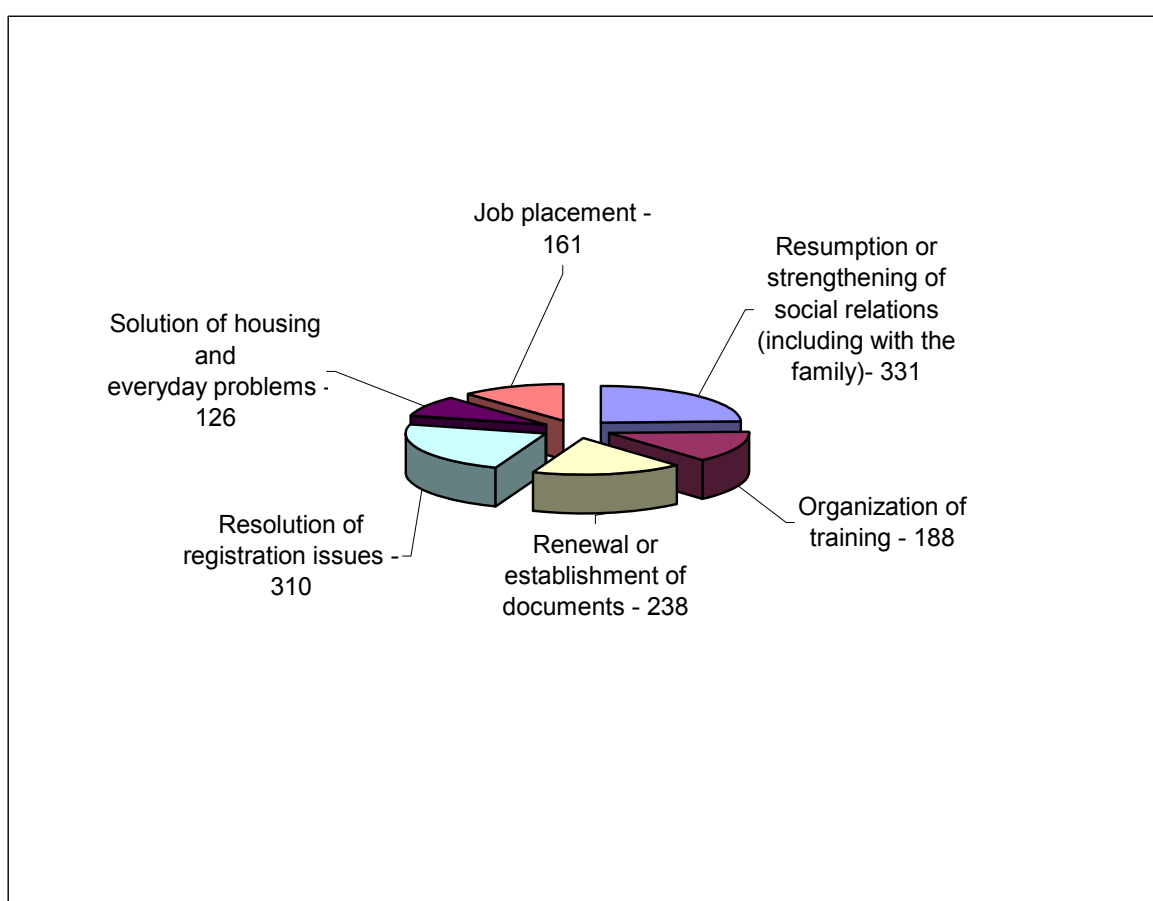 Job placement -
161
Resumption or
strengthening of
social relations
(including with the
family)- 331
Solution of housing
and
everyday problems -
126
Organization of
training - 188
Resolution of
registration issues -
310
Renewal or
establishment of
documents - 238